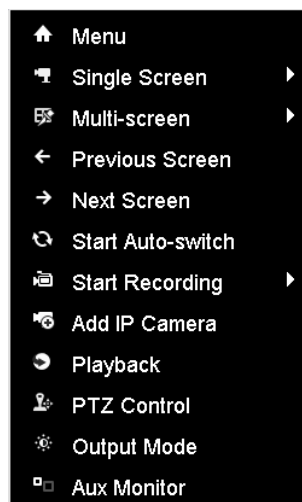 Menu
Single Screen
Multi-screen
Previous Screen
Next Screen
Start Auto-switch
Start Recording
Add IP Camera
Playback
PTZ Control
Output Mode
Aux Monitor